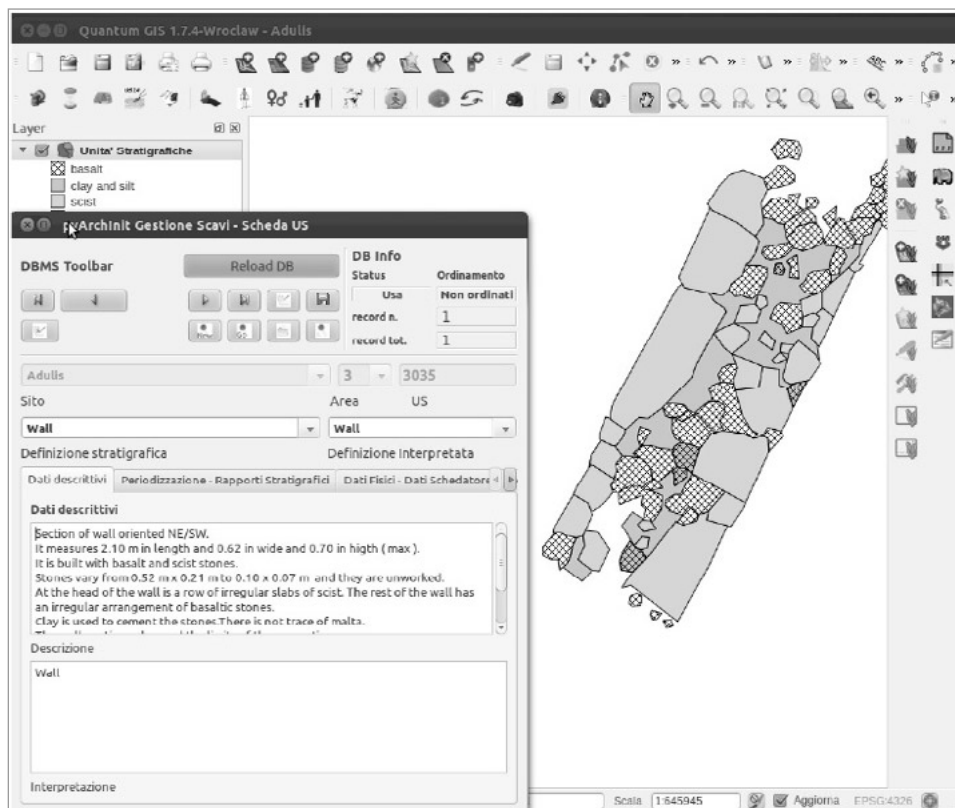 Quantum GIS 1.7.4-Wroclaw - Adulis
Layer
Unita' Stratigrafiche
basalt
clay and silt
scist
pyArchInit Gestione Scavi - Scheda US
DBMS Toolbar
Reload DB
DB Info
Status
Ordinamento
Usa
Non ordinati
record n.
1
record tot.
1
Adulis
3
3035
Sito
Area
US
Wall
Wall
Definizione stratigrafica
Definizione Interpretata
Dati descrittivi
Periodizzazione - Rapporti Stratigrafici
Dati Fisici - Dati Schedatore
Dati descrittivi
Section of wall oriented NE/SW.
It measures 2.10 m in length and 0.62 in wide and 0.70 in higth ( max ).
It is built with basalt and scist stones.
Stones vary from 0.52 m x 0.21 m to 0.10 x 0.07 m and they are unworked.
At the head of the wall is a row of irregular slabs of scist. The rest of the wall has
an irregular arrangement of basaltic stones.
Clay is used to cement the stones.There is not trace of malta.
Descrizione
Wall
Interpretazione
Scala
1:645945
Aggiorna
EPSG:4326